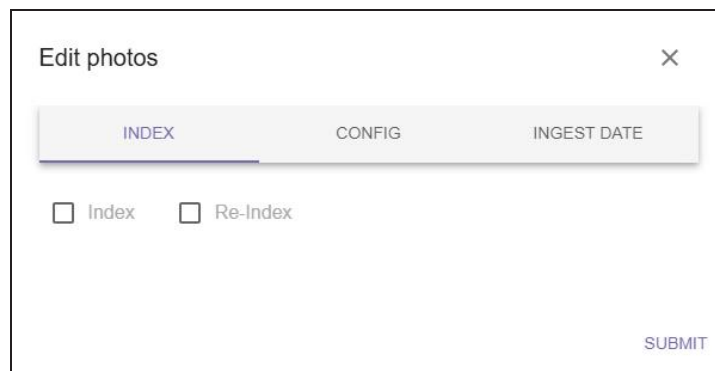 Edit photos
INDEX CONFIG INGEST DATE
Index Re-Index
SUBMIT